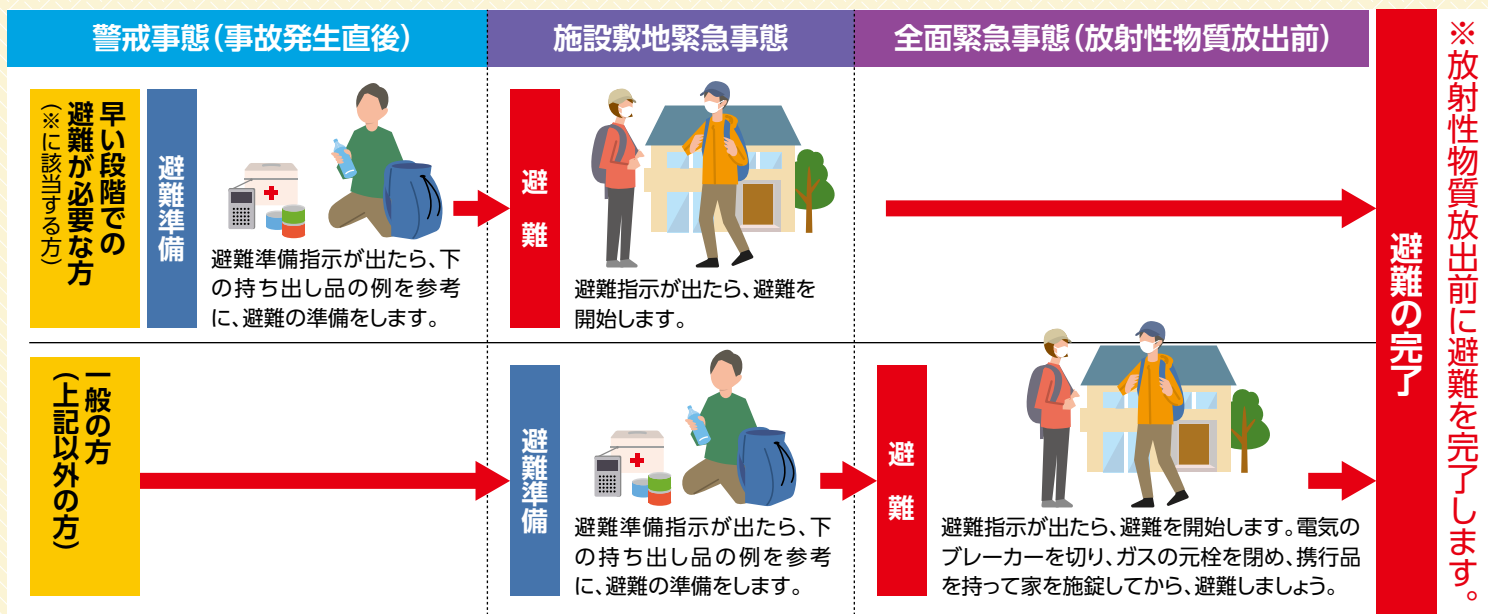 警戒事態(事故発生直後)
施設敷地緊急事態
全面緊急事態(放射性物質放出前)
早い段階での
避難が必要な方
(※に該当する方)
避難準備
避難準備指示が出たら、下
の持ち出し品の例を参考
に、避難の準備をします。
避難
避難指示が出たら、避難を
開始します。
一般の方
(上記以外の方)
避難準備
避難準備指示が出たら、下
の持ち出し品の例を参考
に、避難の準備をします。
避難
避難指示が出たら、避難を開始します。電気の
ブレーカーを切り、ガスの元栓を閉め、携行品
を持って家を施錠してから、避難しましょう。
避難の完了
※放射性物質放出前に避難を完了します。